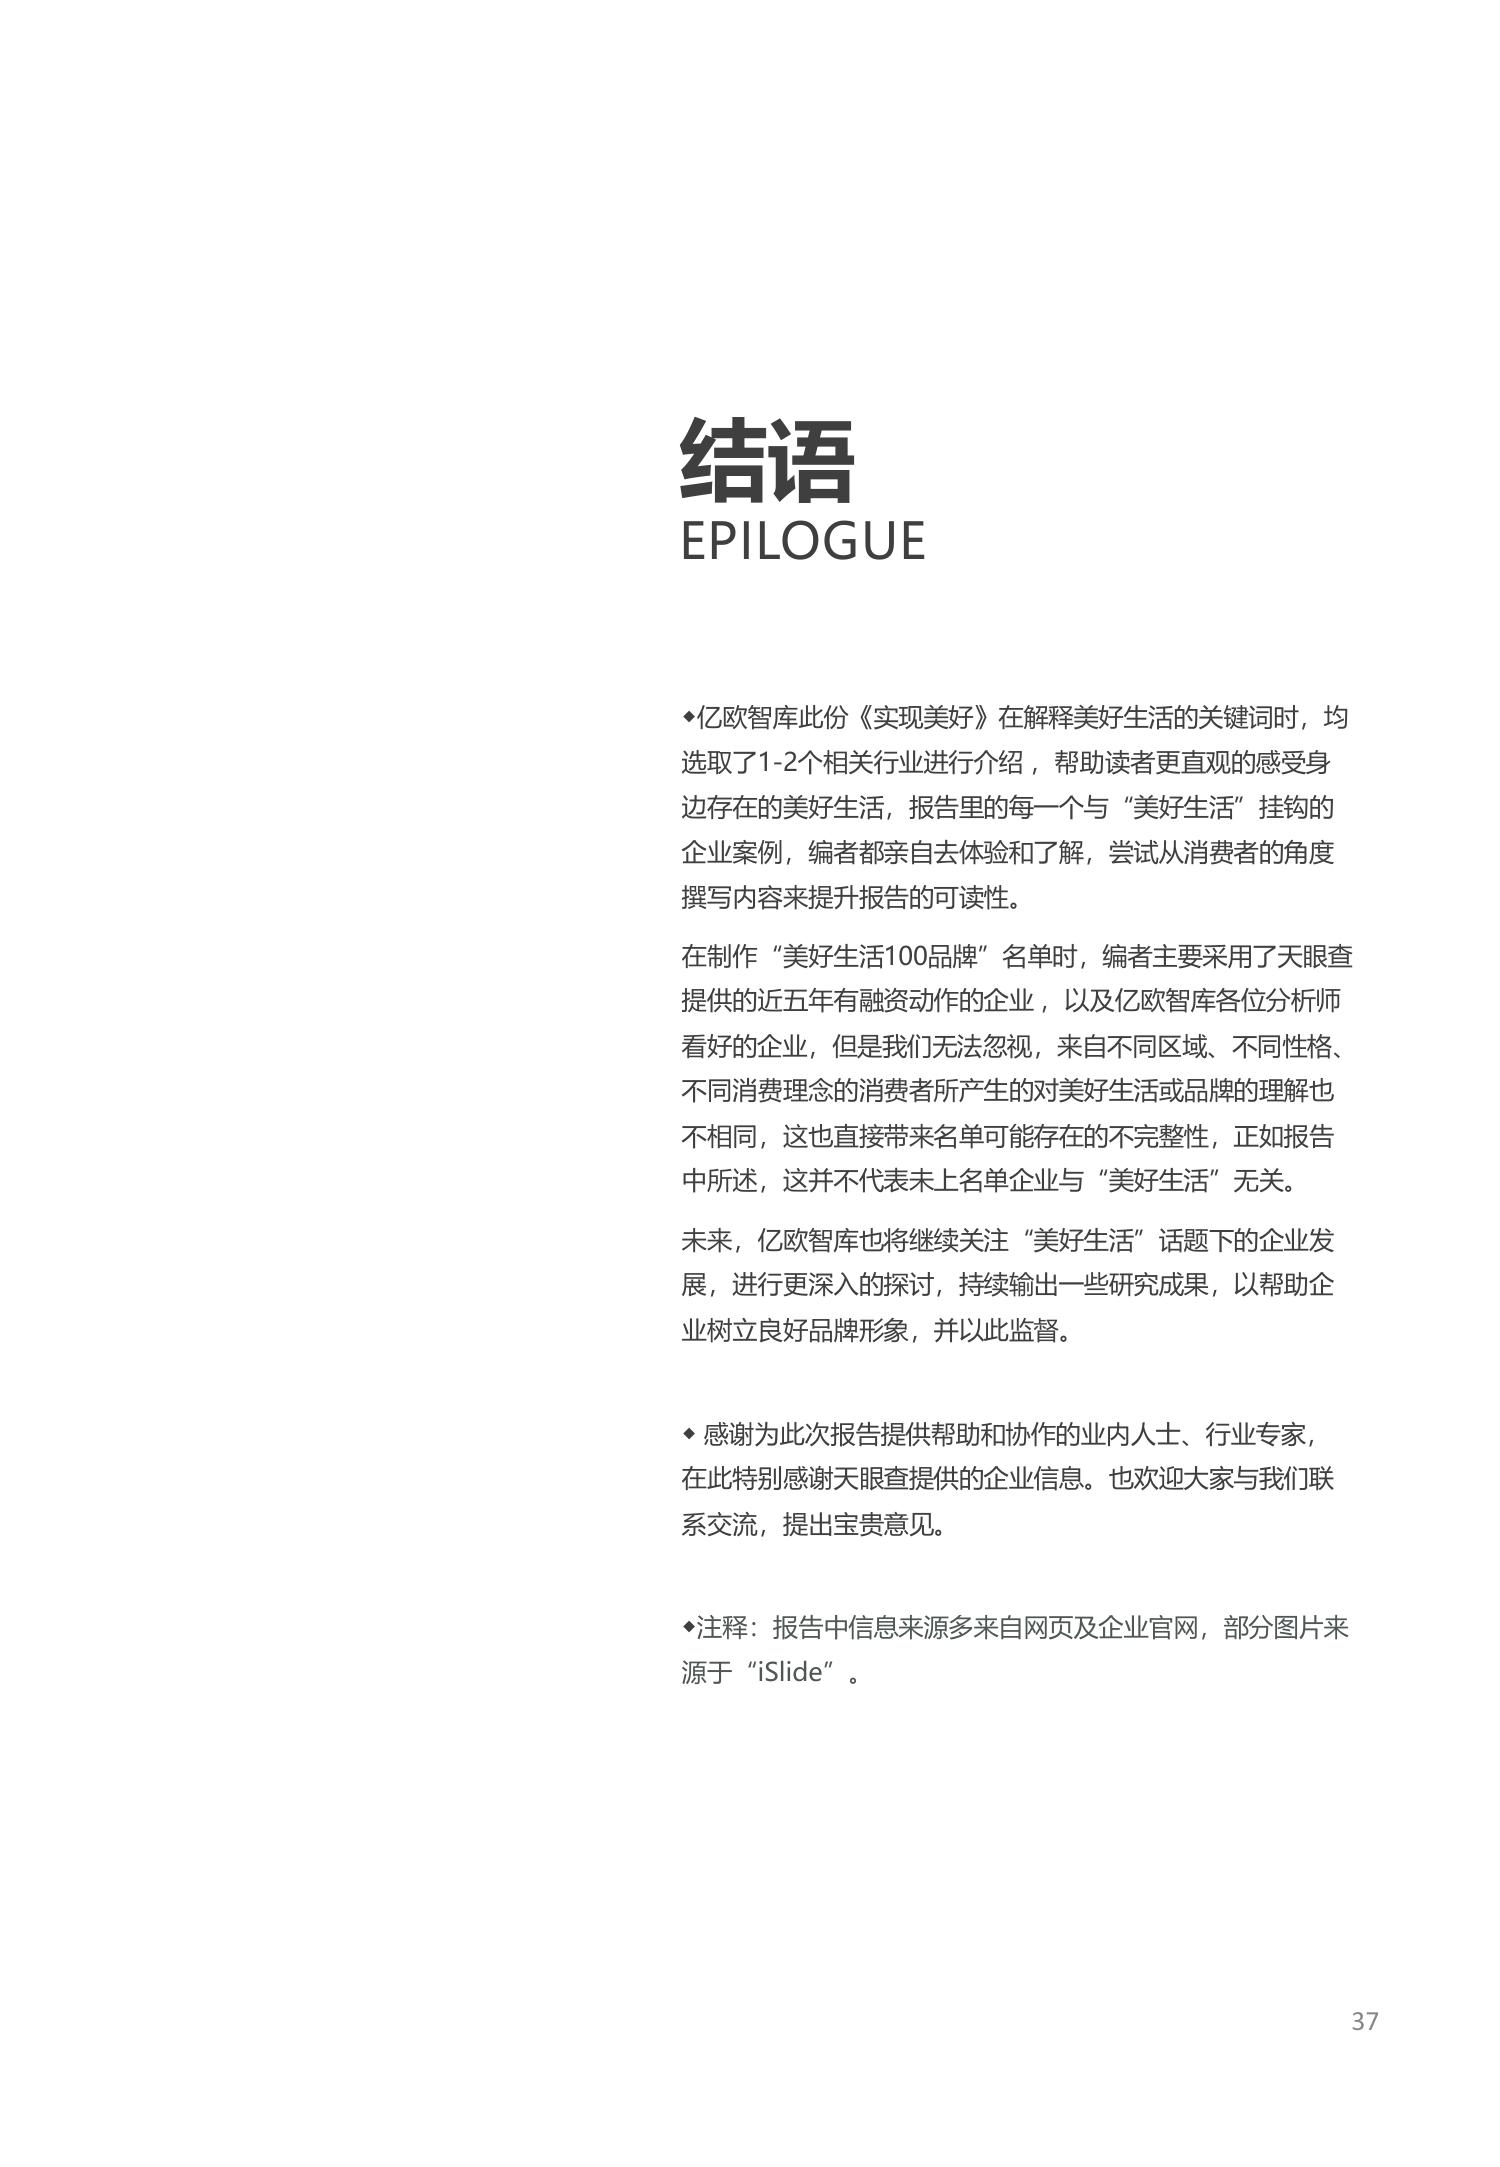 结语
EPILOGUE
◆亿欧智库此份《实现美好》在解释美好生活的关键词时，均
选取了1-2个相关行业进行介绍 ，帮助读者更直观的感受身
边存在的美好生活，报告里的每一个与“美好生活”挂钩的
企业案例，编者都亲自去体验和了解，尝试从消费者的角度
撰写内容来提升报告的可读性。
在制作“美好生活100品牌”名单时，编者主要采用了天眼查
提供的近五年有融资动作的企业 ，以及亿欧智库各位分析师
看好的企业，但是我们无法忽视，来自不同区域、不同性格、
不同消费理念的消费者所产生的对美好生活或品牌的理解也
不相同，这也直接带来名单可能存在的不完整性，正如报告
中所述，这并不代表未上名单企业与“美好生活”无关。
未来，亿欧智库也将继续关注“美好生活”话题下的企业发
展，进行更深入的探讨，持续输出一些研究成果，以帮助企
业树立良好品牌形象，并以此监督。
◆ 感谢为此次报告提供帮助和协作的业内人士、行业专家，
在此特别感谢天眼查提供的企业信息。也欢迎大家与我们联
系交流，提出宝贵意见。
◆注释：报告中信息来源多来自网页及企业官网，部分图片来
源于“iSlide”。
37